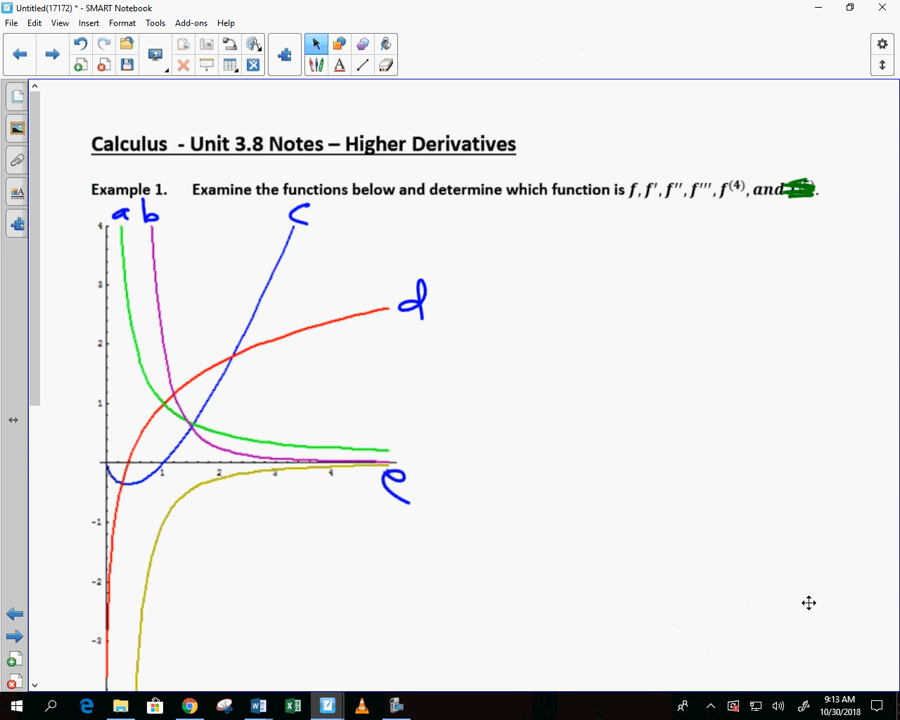 Untitled(17172) * - SMART Notebook
File Edit View Insert Format Tools Add-ons Help
Calculus - Unit 3.8 Notes – Higher Derivatives
Example 1. Examine the functions below and determine which function is f, f′, f″, f‴, f⁽⁴⁾, and .
a b c
4
3
d
2
1
1 2 3 4
e
-1
-2
-3
9:13 AM
10/30/2018